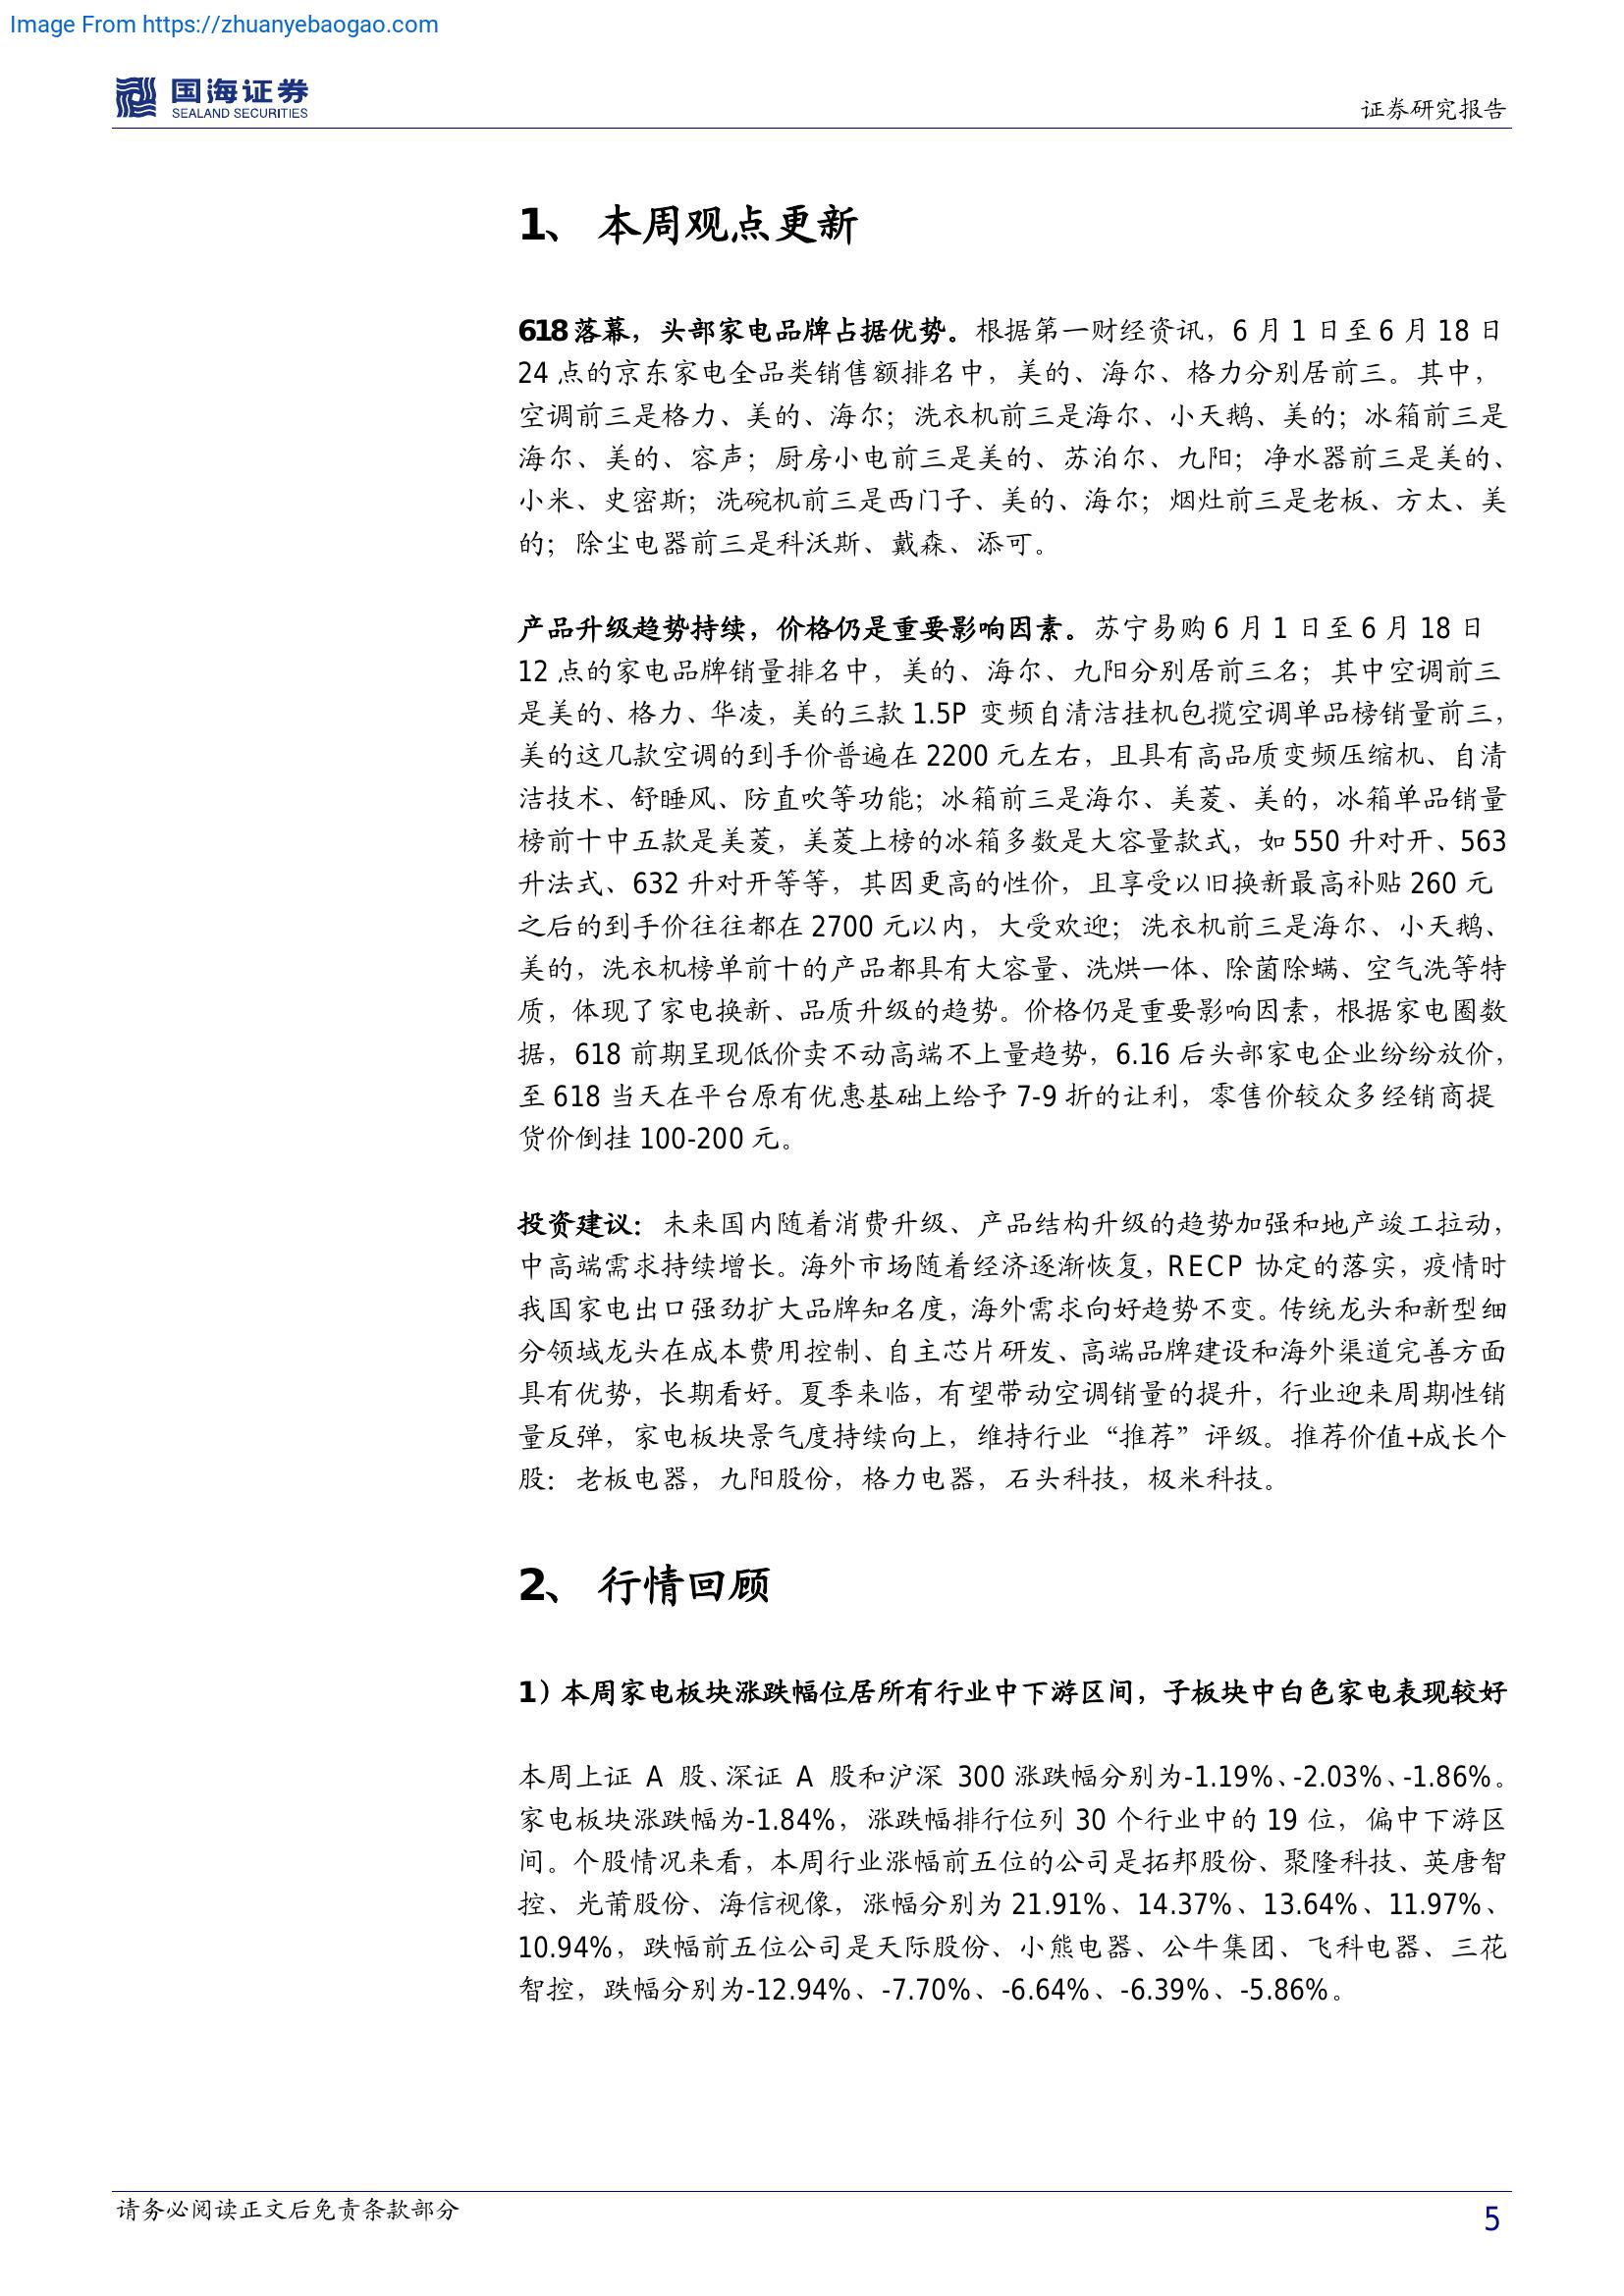 Image From https://zhuanyebaogao.com
国海证券
SEALAND SECURITIES
证券研究报告
1、 本周观点更新
618 落幕，头部家电品牌占据优势。根据第一财经资讯，6 月 1 日至 6 月 18 日
24 点的京东家电全品类销售额排名中，美的、海尔、格力分别居前三。其中，
空调前三是格力、美的、海尔；洗衣机前三是海尔、小天鹅、美的；冰箱前三是
海尔、美的、容声；厨房小电前三是美的、苏泊尔、九阳；净水器前三是美的、
小米、史密斯；洗碗机前三是西门子、美的、海尔；烟灶前三是老板、方太、美
的；除尘电器前三是科沃斯、戴森、添可。
产品升级趋势持续，价格仍是重要影响因素。苏宁易购 6 月 1 日至 6 月 18 日
12 点的家电品牌销量排名中，美的、海尔、九阳分别居前三名；其中空调前三
是美的、格力、华凌，美的三款 1.5P 变频自清洁挂机包揽空调单品榜销量前三，
美的这几款空调的到手价普遍在 2200 元左右，且具有高品质变频压缩机、自清
洁技术、舒睡风、防直吹等功能；冰箱前三是海尔、美菱、美的，冰箱单品销量
榜前十中五款是美菱，美菱上榜的冰箱多数是大容量款式，如 550 升对开、563
升法式、632 升对开等等，其因更高的性价，且享受以旧换新最高补贴 260 元
之后的到手价往往都在 2700 元以内，大受欢迎；洗衣机前三是海尔、小天鹅、
美的，洗衣机榜单前十的产品都具有大容量、洗烘一体、除菌除螨、空气洗等特
质，体现了家电换新、品质升级的趋势。价格仍是重要影响因素，根据家电圈数
据，618 前期呈现低价卖不动高端不上量趋势，6.16 后头部家电企业纷纷放价，
至 618 当天在平台原有优惠基础上给予 7-9 折的让利，零售价较众多经销商提
货价倒挂 100-200 元。
投资建议：未来国内随着消费升级、产品结构升级的趋势加强和地产竣工拉动，
中高端需求持续增长。海外市场随着经济逐渐恢复，RECP 协定的落实，疫情时
我国家电出口强劲扩大品牌知名度，海外需求向好趋势不变。传统龙头和新型细
分领域龙头在成本费用控制、自主芯片研发、高端品牌建设和海外渠道完善方面
具有优势，长期看好。夏季来临，有望带动空调销量的提升，行业迎来周期性销
量反弹，家电板块景气度持续向上，维持行业“推荐”评级。推荐价值+成长个
股：老板电器，九阳股份，格力电器，石头科技，极米科技。
2、 行情回顾
1）本周家电板块涨跌幅位居所有行业中下游区间，子板块中白色家电表现较好
本周上证 A 股、深证 A 股和沪深 300 涨跌幅分别为-1.19%、-2.03%、-1.86%。
家电板块涨跌幅为-1.84%，涨跌幅排行位列 30 个行业中的 19 位，偏中下游区
间。个股情况来看，本周行业涨幅前五位的公司是拓邦股份、聚隆科技、英唐智
控、光莆股份、海信视像，涨幅分别为 21.91%、14.37%、13.64%、11.97%、
10.94%，跌幅前五位公司是天际股份、小熊电器、公牛集团、飞科电器、三花
智控，跌幅分别为-12.94%、-7.70%、-6.64%、-6.39%、-5.86%。
请务必阅读正文后免责条款部分
5